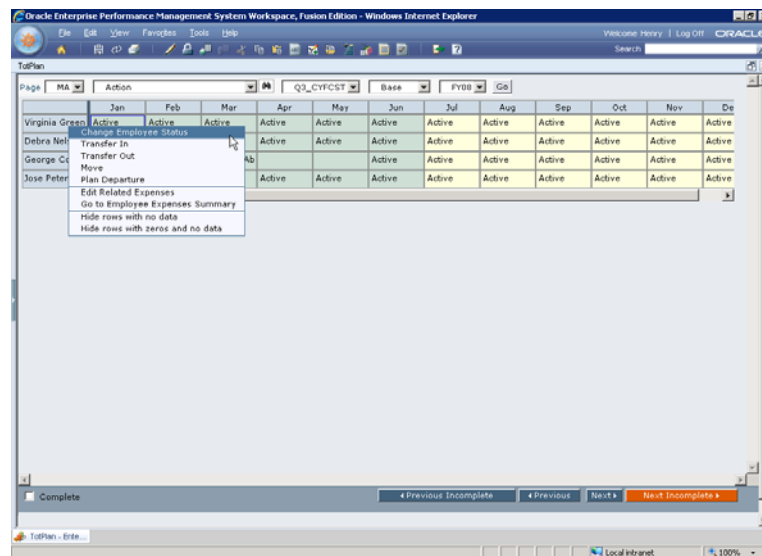 Oracle Enterprise Performance Management System Workspace, Fusion Edition - Windows Internet Explorer
File Edit View Favorites Tools Help Welcome Henry | Log Off ORACLE
Search
TotPlan
Page MA Action Q3_CYFCST Base FY08 Go
Jan Feb Mar Apr May Jun Jul Aug Sep Oct Nov De
Virginia Green Active Active Active Active Active Active Active Active Active Active Active Active
Debra Nel Active Active Active Active Active Active Active Active Active
George Co Ab Active Active Active Active Active Active Active
Jose Peter Active Active Active Active Active Active Active Active Active
Change Employee Status
Transfer In
Transfer Out
Move
Plan Departure
Edit Related Expenses
Go to Employee Expenses Summary
Hide rows with no data
Hide rows with zeros and no data
Complete Previous Incomplete Previous Next Next Incomplete
TotPlan - Ente...
Local intranet 100%